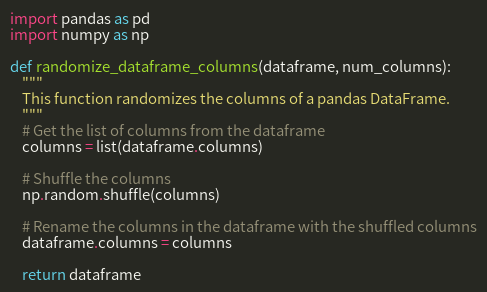 import pandas as pd
import numpy as np

def randomize_dataframe_columns(dataframe, num_columns):
    """
    This function randomizes the columns of a pandas DataFrame.
    """
    # Get the list of columns from the dataframe
    columns = list(dataframe.columns)

    # Shuffle the columns
    np.random.shuffle(columns)

    # Rename the columns in the dataframe with the shuffled columns
    dataframe.columns = columns

    return dataframe